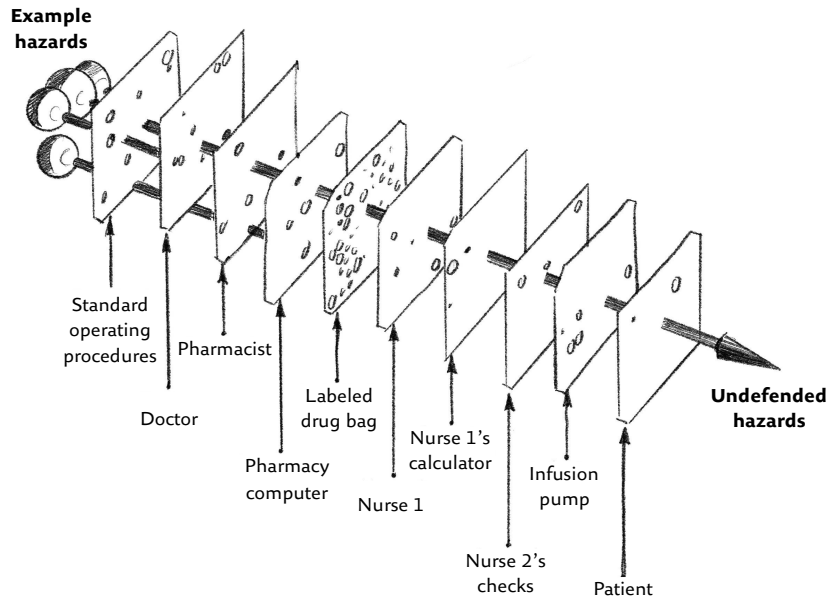 Example
hazards
Standard
operating
procedures
Doctor
Pharmacist
Pharmacy
computer
Labeled
drug bag
Nurse 1
Nurse 1's
calculator
Nurse 2's
checks
Infusion
pump
Patient
Undefended
hazards